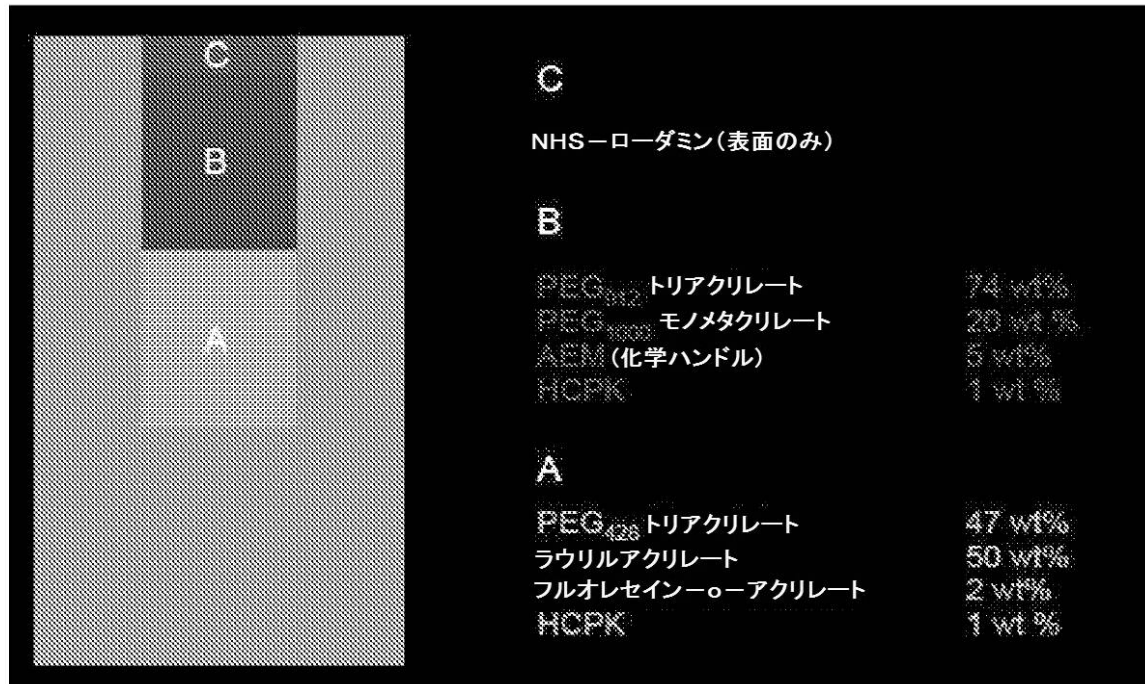 C
B
A
C
NHS－ローダミン（表面のみ）
B
PEG トリアクリレート 74 wt%
PEG モノメタクリレート 20 wt %
AEM（化学ハンドル） 5 wt%
HCPK 1 wt %
A
PEG428 トリアクリレート 47 wt%
ラウリルアクリレート 50 wt%
フルオレセイン－o－アクリレート 2 wt%
HCPK 1 wt %